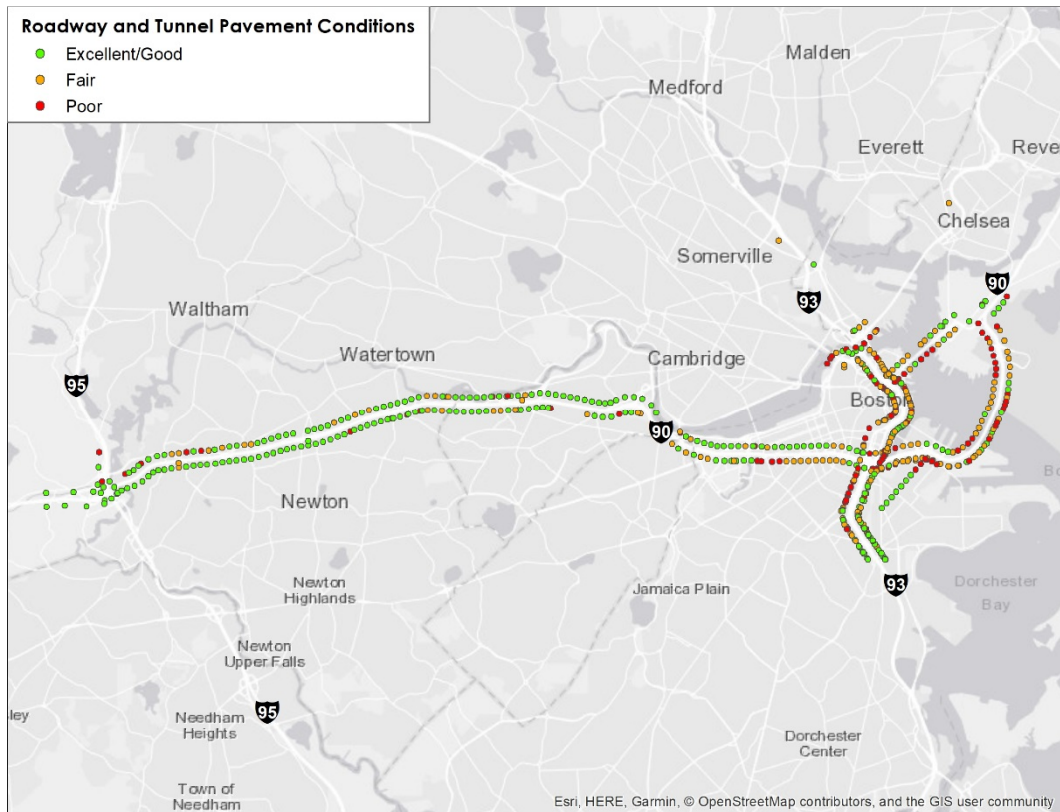 Roadway and Tunnel Pavement Conditions
Excellent/Good
Fair
Poor
Malden
Medford
Everett
Reve
Chelsea
Somerville
90
93
Waltham
Watertown
Cambridge
95
Boston
90
Newton
Newton
Highlands
Jamaica Plain
93
Dorchester
Bay
Newton
Upper Falls
95
sley
Needham
Heights
Dorchester
Center
Town of
Needham
Esri, HERE, Garmin, © OpenStreetMap contributors, and the GIS user community